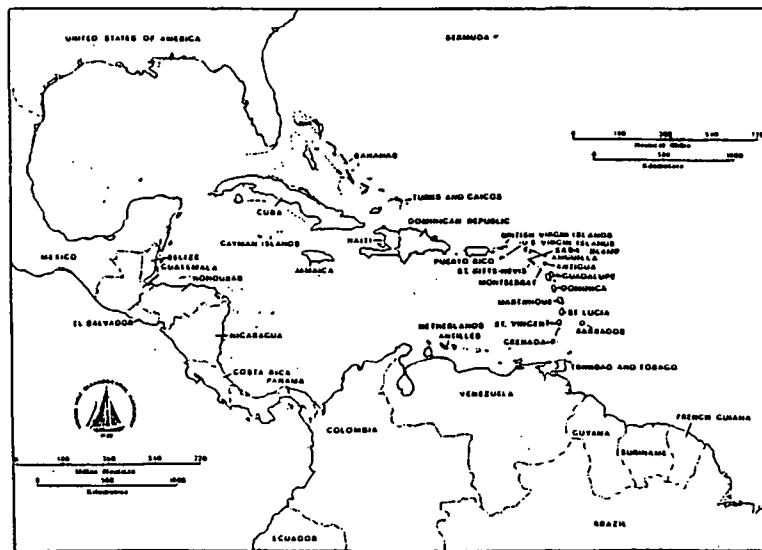 UNITED STATES OF AMERICA
BERMUDA
BAHAMAS
TURKS AND CAICOS
CUBA
DOMINICAN REPUBLIC
CAYMAN ISLANDS
HAITI
JAMAICA
BRITISH VIRGIN ISLANDS
US VIRGIN ISLANDS
PUERTO RICO
ANGUILLA
ST. KITTS-NEVIS
ANTIGUA
MONTSERRAT
GUADALUPE
DOMINICA
MARTINIQUE
ST LUCIA
ST. VINCENT
BARBADOS
GRENADA
NETHERLANDS
ANTILLES
TRINIDAD AND TOBAGO
MEXICO
BELIZE
GUATEMALA
HONDURAS
EL SALVADOR
NICARAGUA
COSTA RICA
PANAMA
COLOMBIA
VENEZUELA
GUYANA
SURINAME
FRENCH GUIANA
ECUADOR
BRAZIL